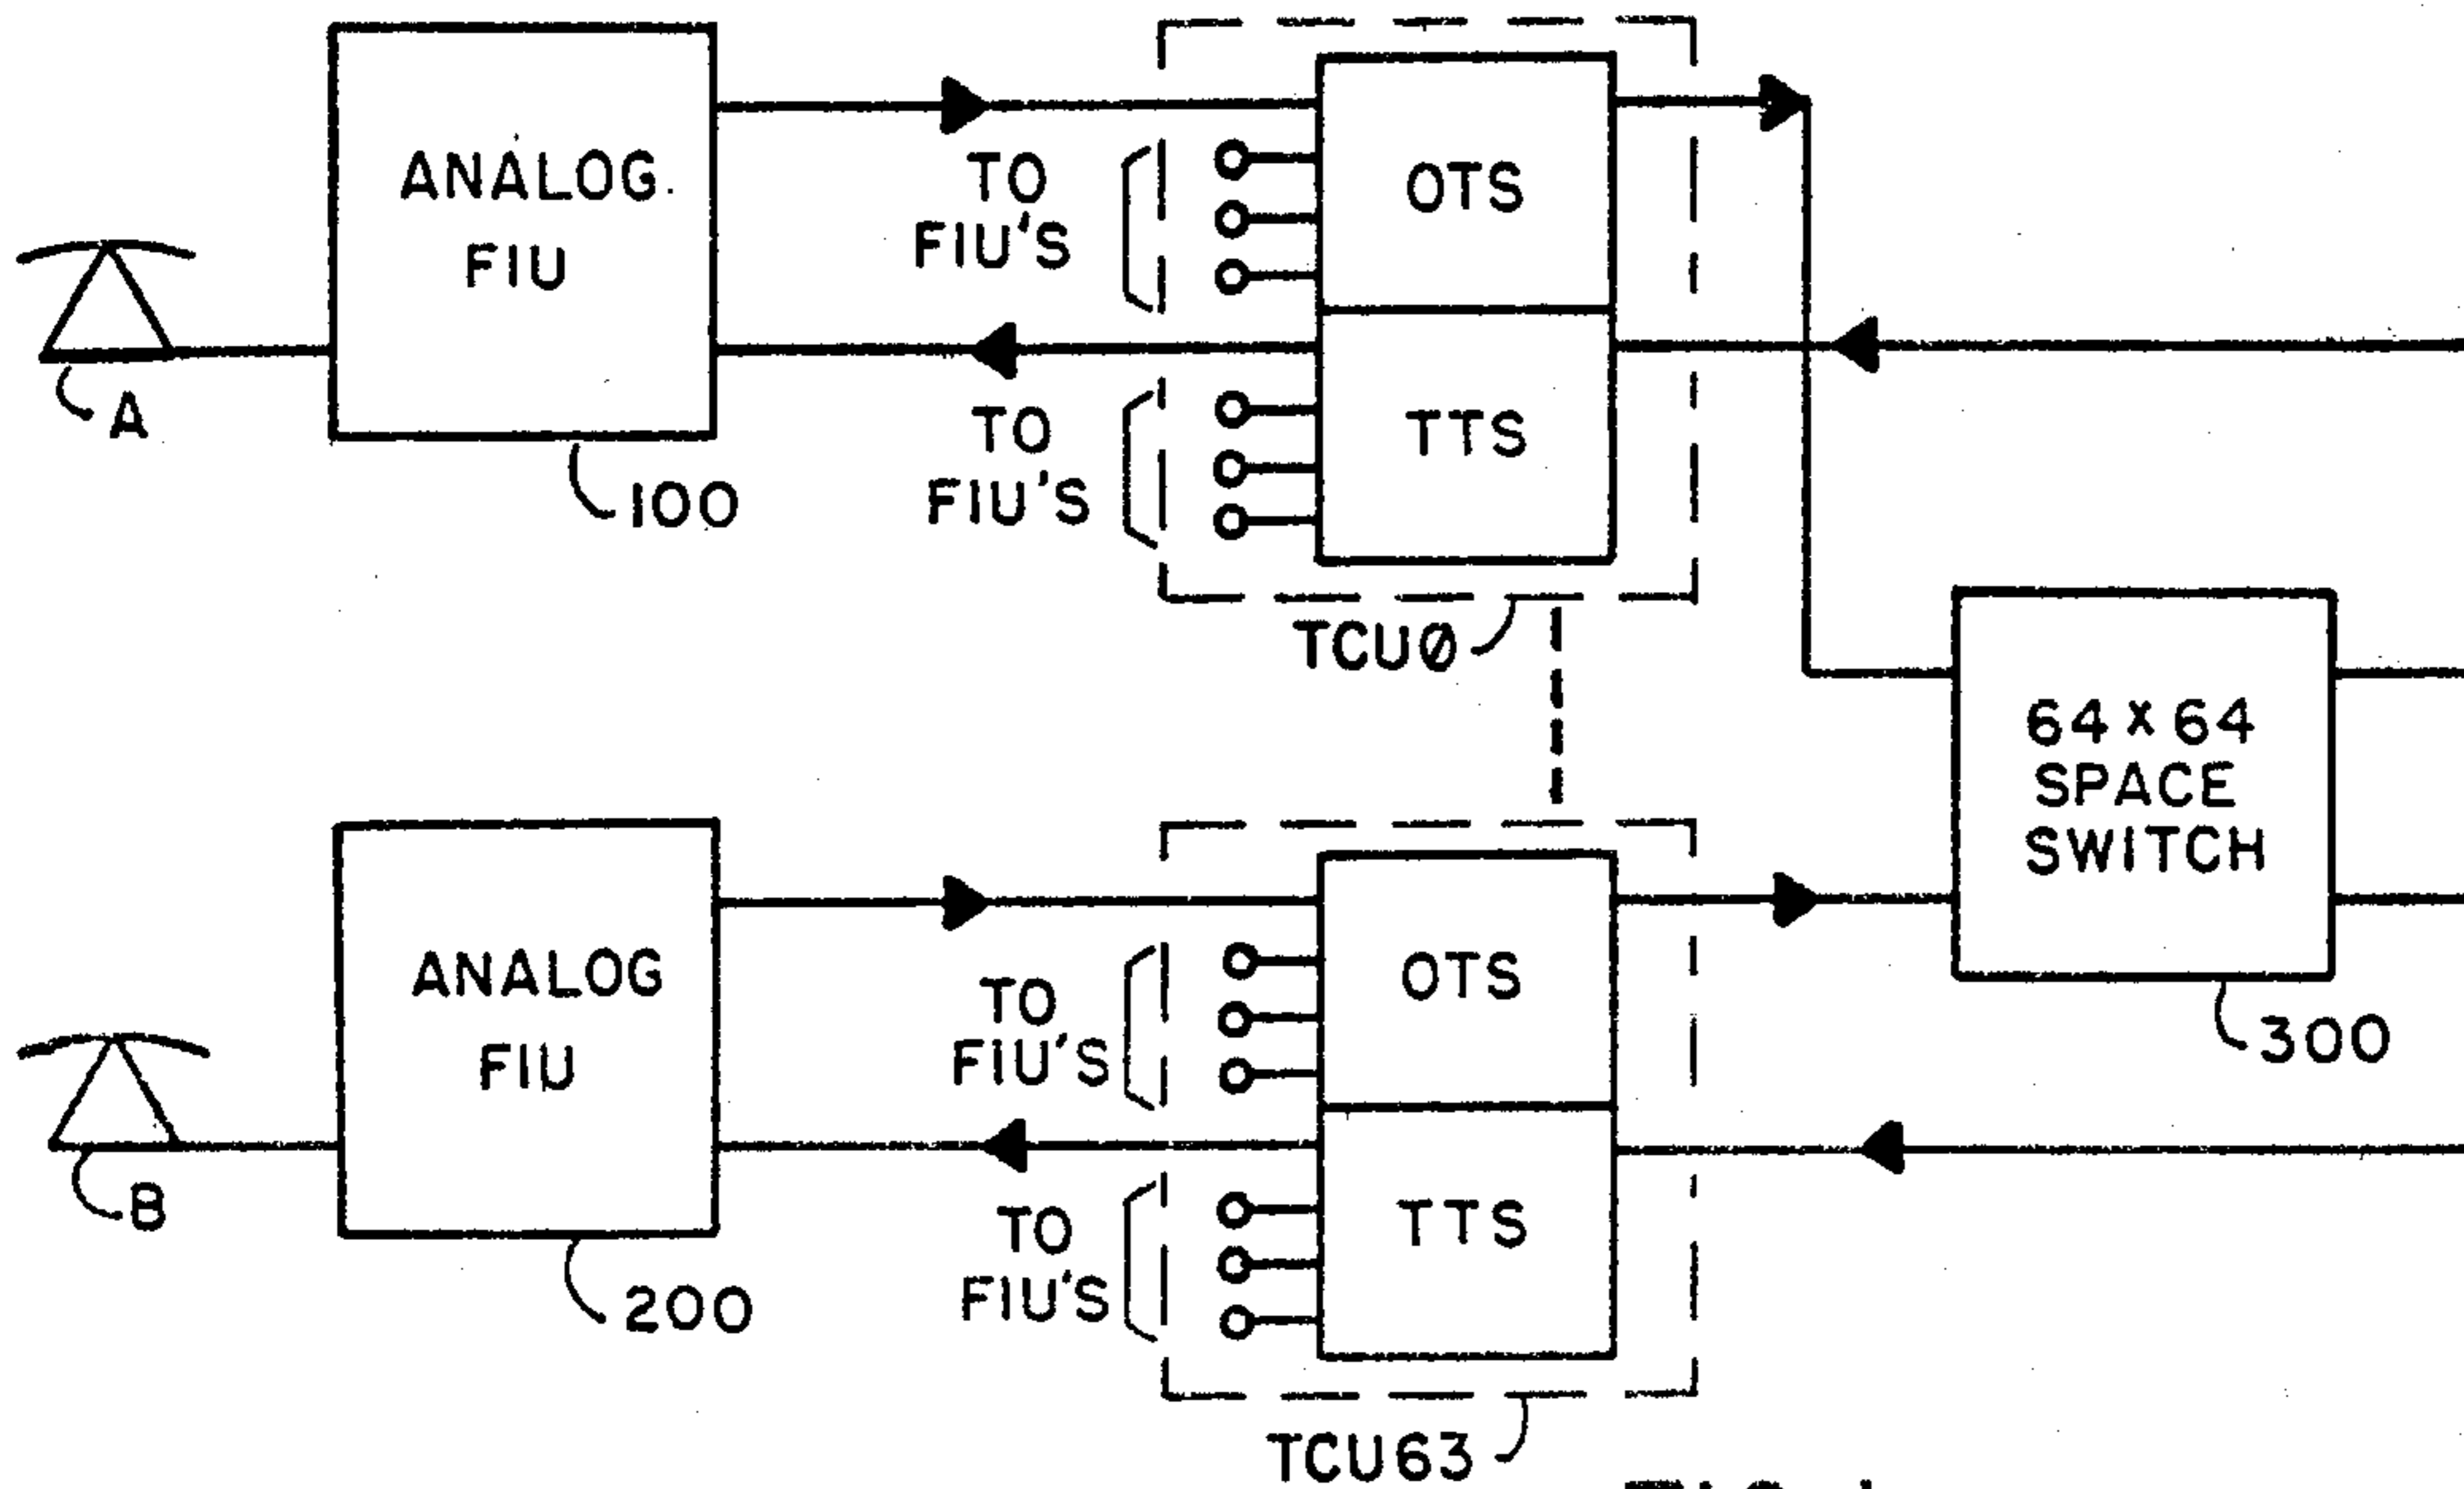 ANALOG.
FIU
TO
FIU'S
OTS
TO
FIU'S
TTS
A
100
TCU0
64 x 64
SPACE
SWITCH
300
ANALOG
FIU
TO
FIU'S
OTS
TO
FIU'S
TTS
B
200
TCU63